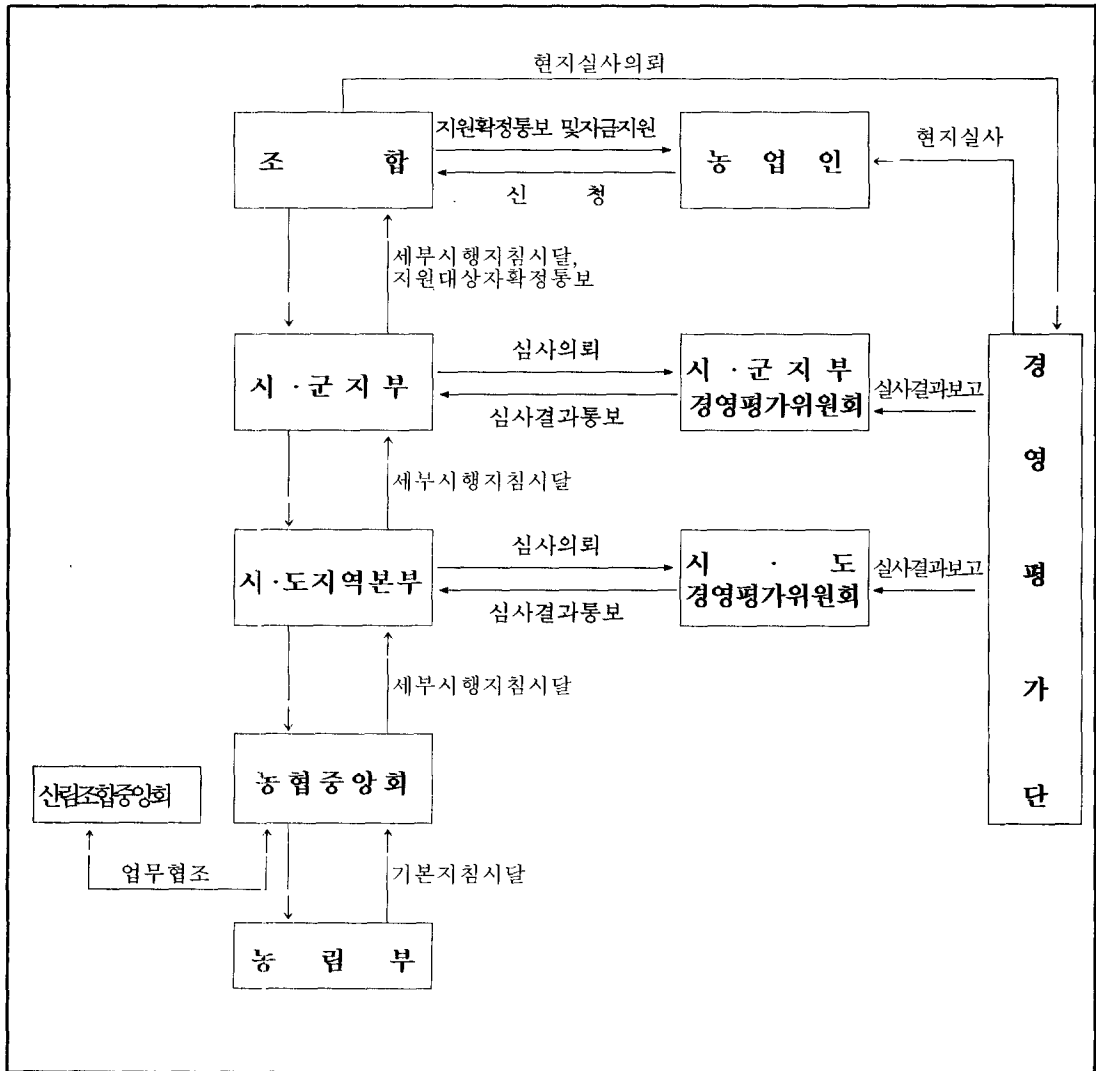 현지실사의뢰
지원확정통보 및자금지원
조 합
농 업 인
현지실사
신 청
세부시행지침시달,
지원대상자확정통보
시 · 군 지 부
심사의뢰
심사결과통보
시 · 군 지 부
경영평가위원회
실사결과보고
경
영
평
가
단
세부시행지침시달
시 · 도지역본부
심사의뢰
심사결과통보
시 · 도
경영평가위원회
실사결과보고
세부시행지침시달
농 협 중 앙 회
산림조합중앙회
업무협조
기본지침시달
농 림 부